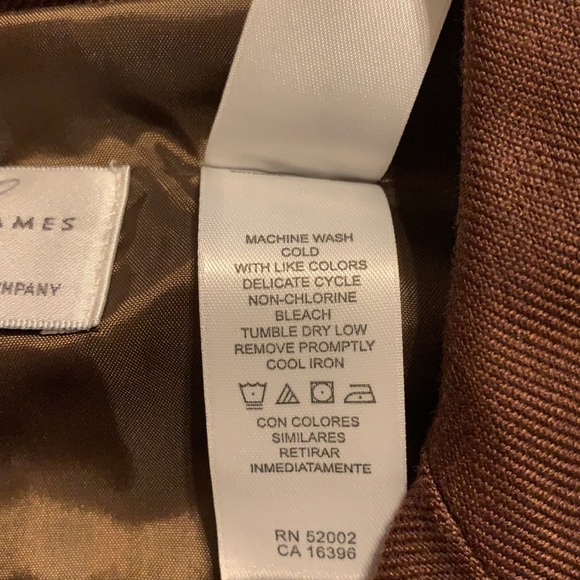 AMES
MPANY
MACHINE WASH
COLD
WITH LIKE COLORS
DELICATE CYCLE
NON-CHLORINE
BLEACH
TUMBLE DRY LOW
REMOVE PROMPTLY
COOL IRON
CON COLORES
SIMILARES
RETIRAR
INMEDIATAMENTE
RN 52002
CA 16396